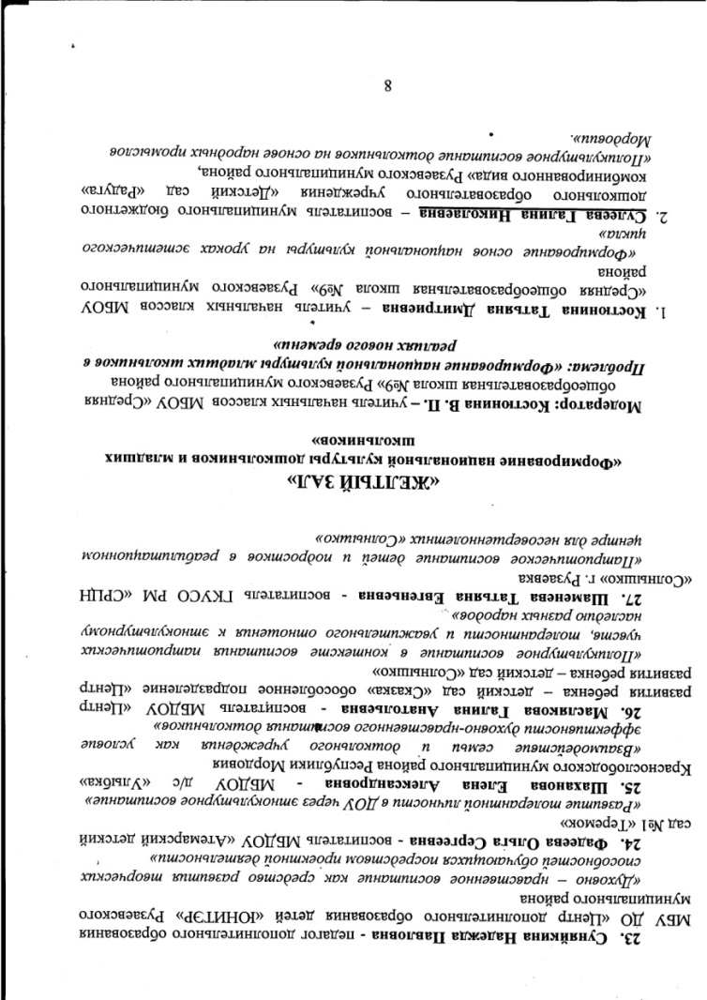 23. Суняйкина Надежда Павловна - педагог дополнительного образования
МБУ ДО «Центр дополнительного образования детей «ЮНИТЭР» Рузаевского
муниципального района
«Духовно – нравственное воспитание как средство развития творческих
способностей обучающихся посредством проектной деятельности»
24. Фадеева Ольга Сергеевна - воспитатель МБДОУ «Атемарский детский
сад №1 «Теремок»
«Развитие толерантной личности в ДОУ через этнокультурное воспитание»
25. Шаханова Елена Александровна - МБДОУ д/с «Улыбка»
Краснослободского муниципального района Республики Мордовия
«Взаимодействие семьи и дошкольного учреждения как условие
эффективности духовно-нравственного воспитания дошкольников»
26. Маслякова Галина Анатольевна - воспитатель МБДОУ «Центр
развития ребенка – детский сад «Сказка» обособленное подразделение «Центр
развития ребенка – детский сад «Солнышко»
«Поликультурное воспитание в контексте воспитания патриотических
чувств, толерантности и уважительного отношения к этнокультурному
наследию разных народов»
27. Шаменева Татьяна Евгеньевна - воспитатель ГКУСО РМ «СРЦН
«Солнышко» г. Рузаевка
«Патриотическое воспитание детей и подростков в реабилитационном
центре для несовершеннолетних «Солнышко»
«ЖЕЛТЫЙ ЗАЛ»
«Формирование национальной культуры дошкольников и младших
школьников»
Модератор: Костюнина В. П. – учитель начальных классов МБОУ «Средняя
общеобразовательная школа №9» Рузаевского муниципального района
Проблема: «Формирование национальной культуры младших школьников в
реалиях нового времени»
1. Костюнина Татьяна Дмитриевна – учитель начальных классов МБОУ
«Средняя общеобразовательная школа №9» Рузаевского муниципального
района
«Формирование основ национальной культуры на уроках эстетического
цикла»
2. Сулеева Галина Николаевна – воспитатель муниципального бюджетного
дошкольного образовательного учреждения «Детский сад «Радуга»
комбинированного вида» Рузаевского муниципального района,
«Поликультурное воспитание дошкольников на основе народных промыслов
Мордовии».
8